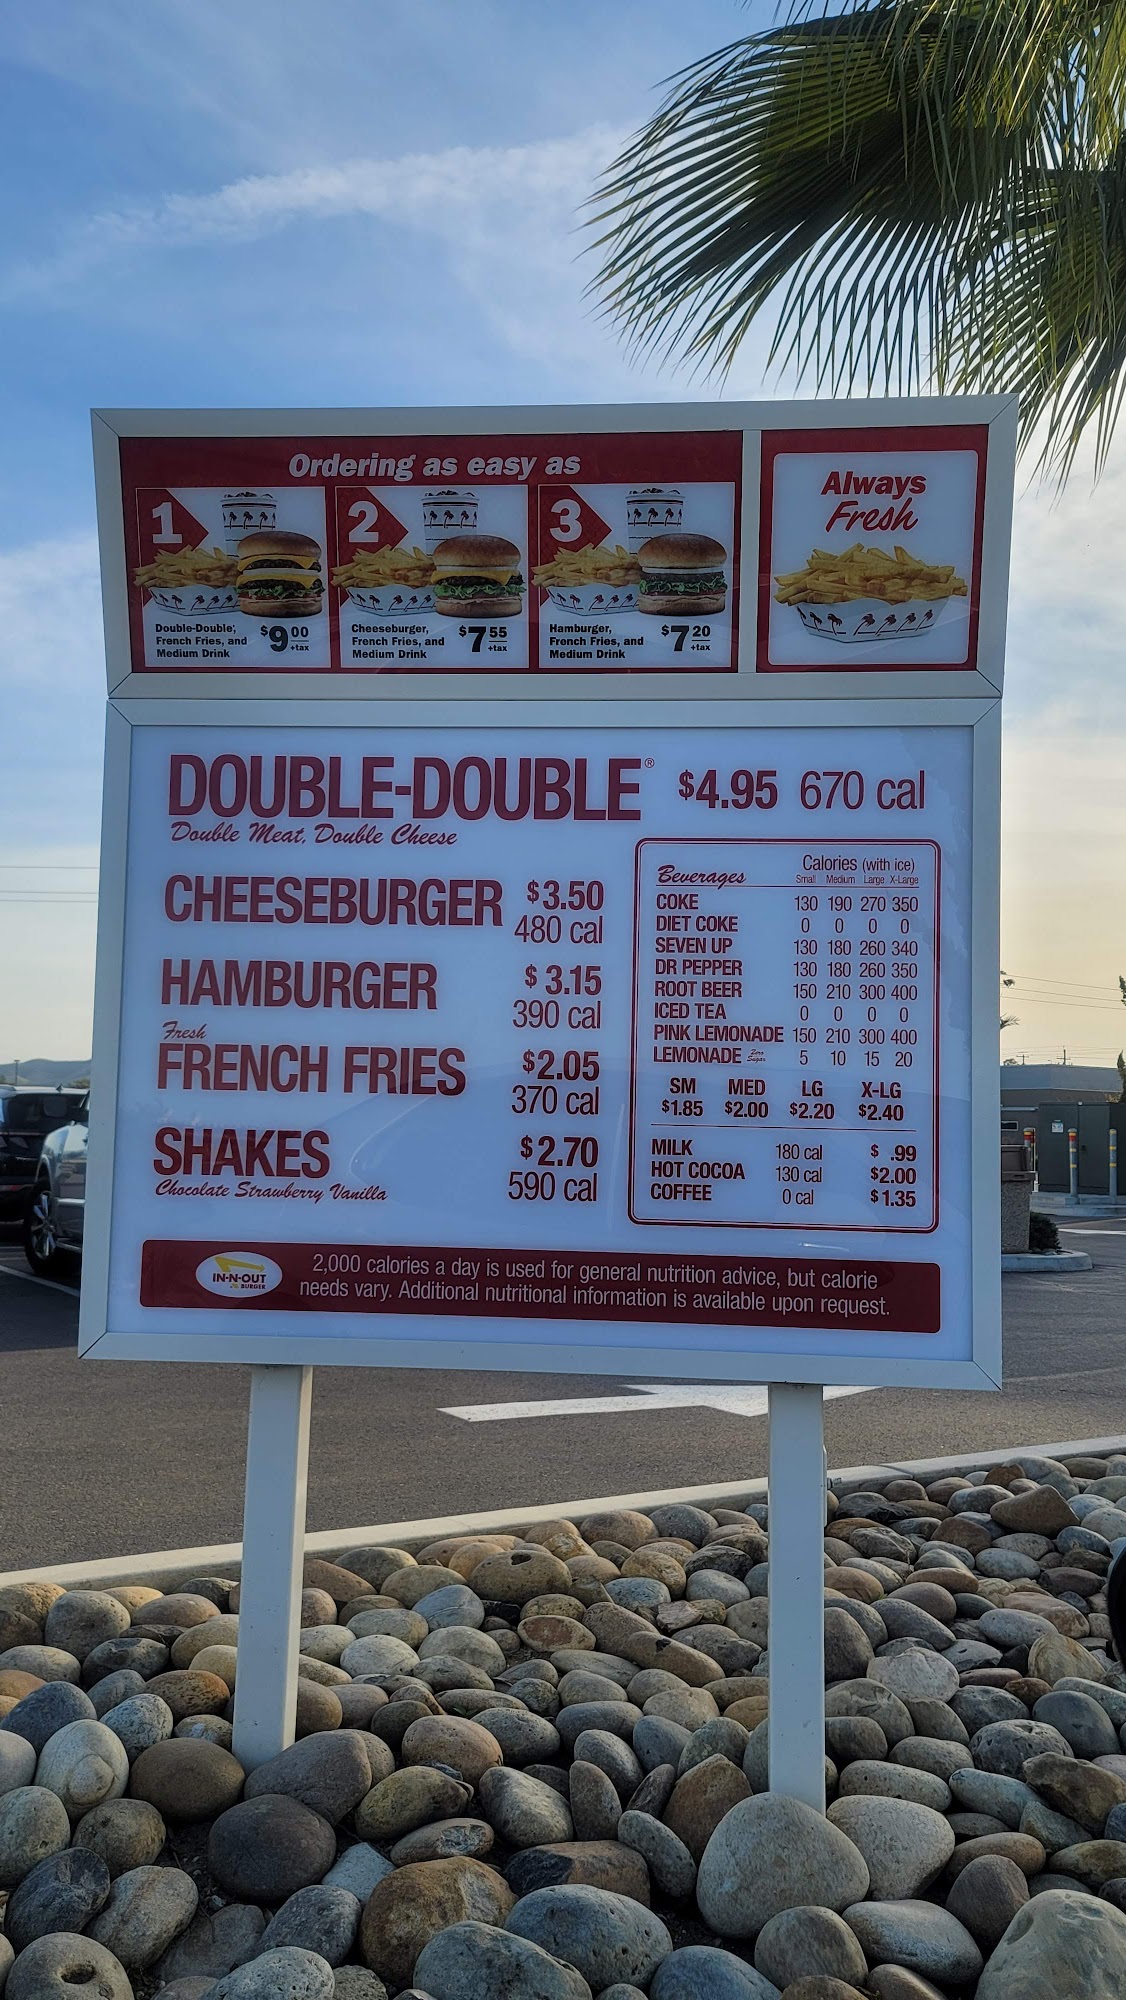 Ordering as easy as
1
Double-Double,
French Fries, and
Medium Drink
$9 00
+tax
2
Cheeseburger,
French Fries, and
Medium Drink
$7 55
+tax
3
Hamburger,
French Fries, and
Medium Drink
$7 20
+tax
Always
Fresh
DOUBLE-DOUBLE® $4.95 670 cal
Double Meat, Double Cheese
CHEESEBURGER $3.50
480 cal
HAMBURGER $3.15
390 cal
Fresh
FRENCH FRIES $2.05
370 cal
SHAKES $2.70
Chocolate Strawberry Vanilla 590 cal
Beverages Calories (with ice)
Small Medium Large X-Large
COKE 130 190 270 350
DIET COKE 0 0 0 0
SEVEN UP 130 180 260 340
DR PEPPER 130 180 260 350
ROOT BEER 150 210 300 400
ICED TEA 0 0 0 0
PINK LEMONADE 150 210 300 400
LEMONADE Zero Sugar 5 10 15 20
SM MED LG X-LG
$1.85 $2.00 $2.20 $2.40
MILK 180 cal $ .99
HOT COCOA 130 cal $2.00
COFFEE 0 cal $1.35
IN-N-OUT
BURGER
2,000 calories a day is used for general nutrition advice, but calorie
needs vary. Additional nutritional information is available upon request.